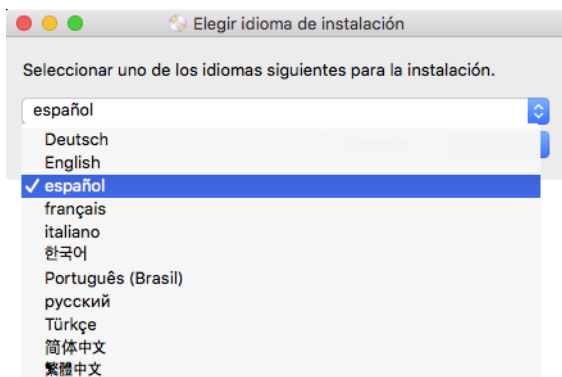 Elegir idioma de instalación
Seleccionar uno de los idiomas siguientes para la instalación.
español
Deutsch
English
✓ español
français
italiano
한국어
Português (Brasil)
русский
Türkçe
简体中文
繁體中文